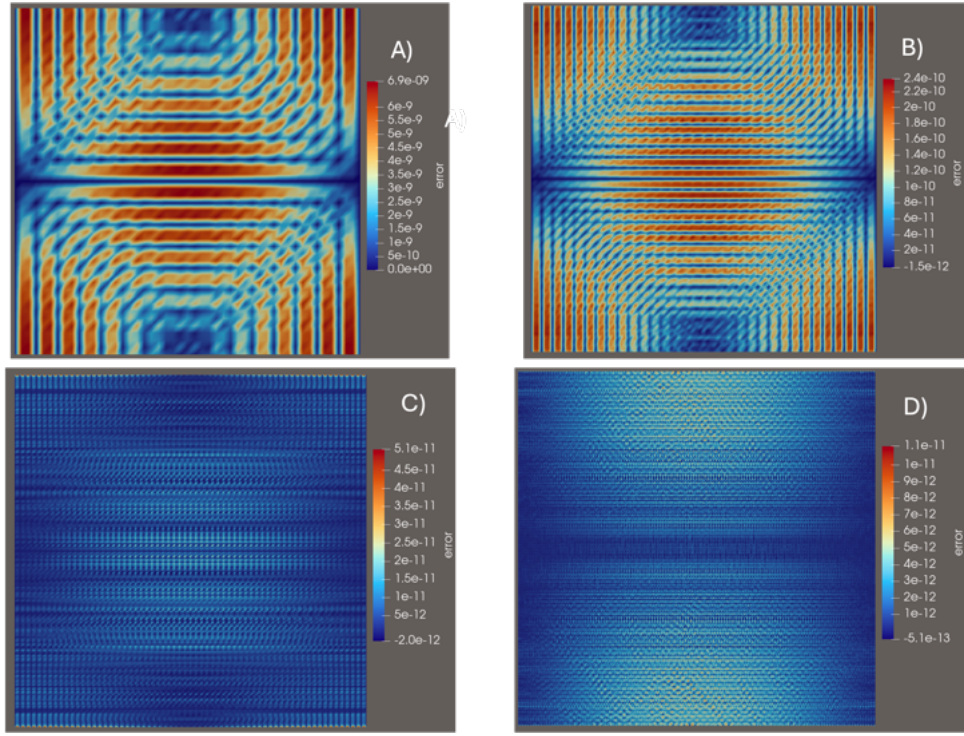 A)
6.9e-09
6e-9
5.5e-9
5e-9
4.5e-9
4e-9
3.5e-9
3e-9
2.5e-9
2e-9
1.5e-9
1e-9
5e-10
0.0e+00
error
A)
B)
2.4e-10
2.2e-10
2e-10
1.8e-10
1.6e-10
1.4e-10
1.2e-10
1e-10
8e-11
6e-11
4e-11
2e-11
-1.5e-12
error
C)
5.1e-11
4.5e-11
4e-11
3.5e-11
3e-11
2.5e-11
2e-11
1.5e-11
1e-11
5e-12
-2.0e-12
error
D)
1.1e-11
1e-11
9e-12
8e-12
7e-12
6e-12
5e-12
4e-12
3e-12
2e-12
1e-12
-5.1e-13
error